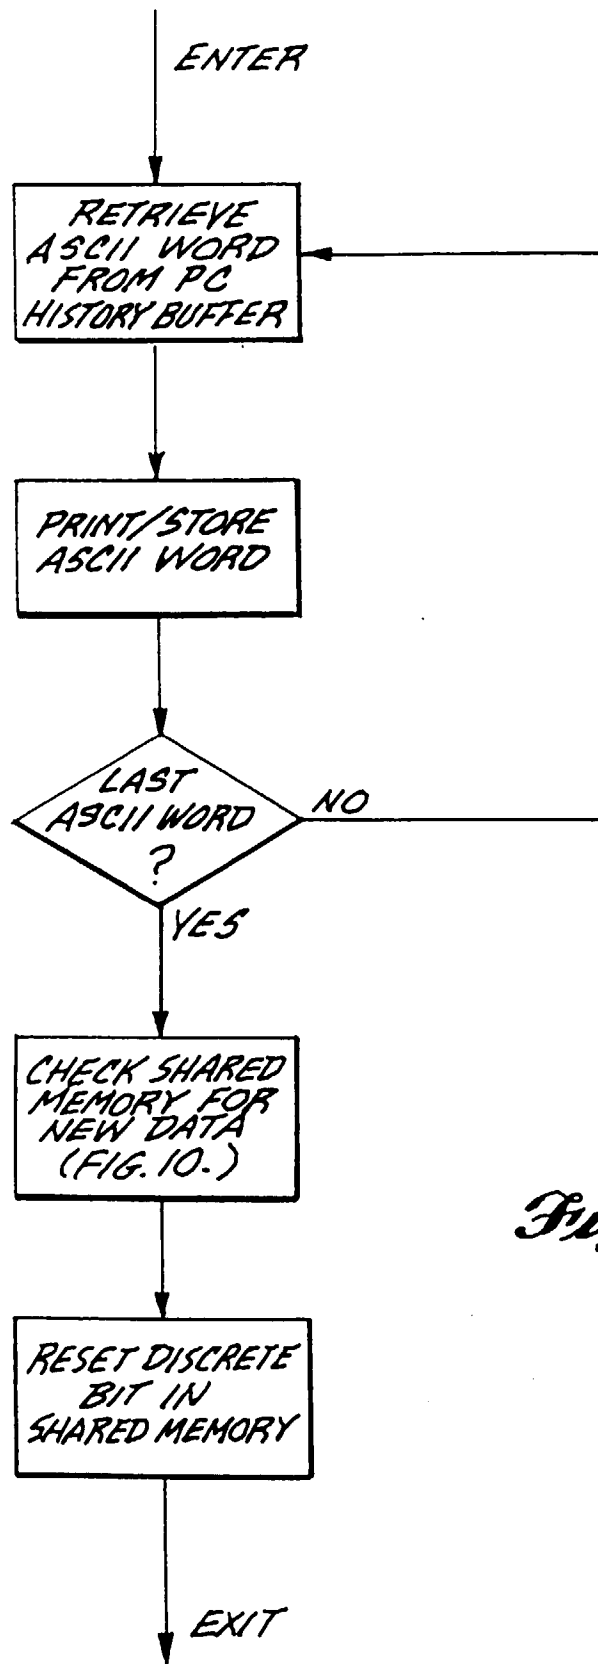 ENTER
RETRIEVE
ASCII WORD
FROM PC
HISTORY BUFFER
PRINT/STORE
ASCII WORD
LAST
ASCII WORD
?
NO
YES
CHECK SHARED
MEMORY FOR
NEW DATA
(FIG. 10.)
RESET DISCRETE
BIT IN
SHARED MEMORY
EXIT